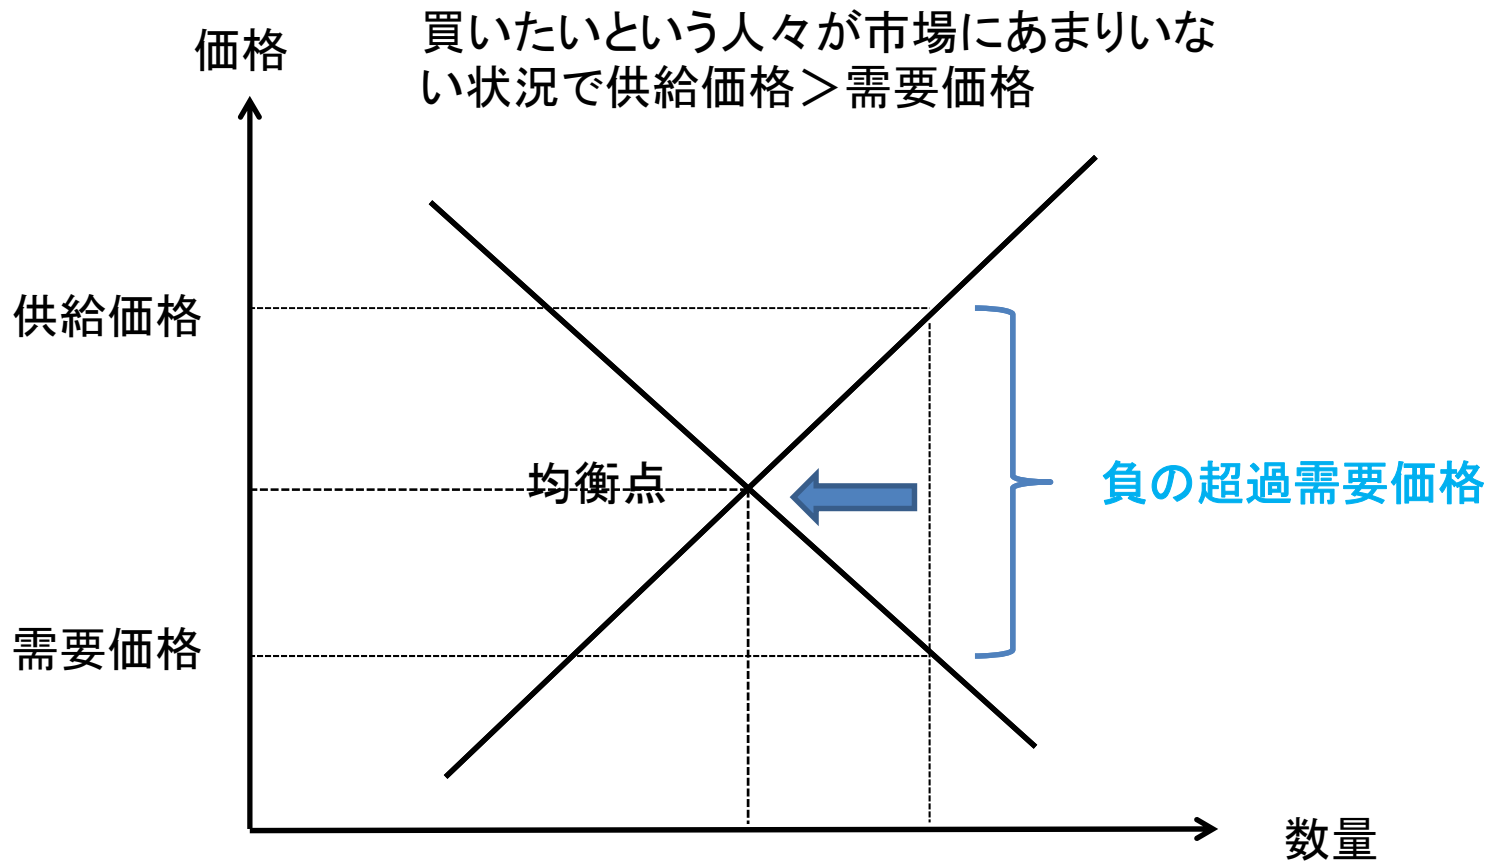 買いたいという人々が市場にあまりいな
い状況で供給価格＞需要価格
価格
供給価格
均衡点
負の超過需要価格
需要価格
数量